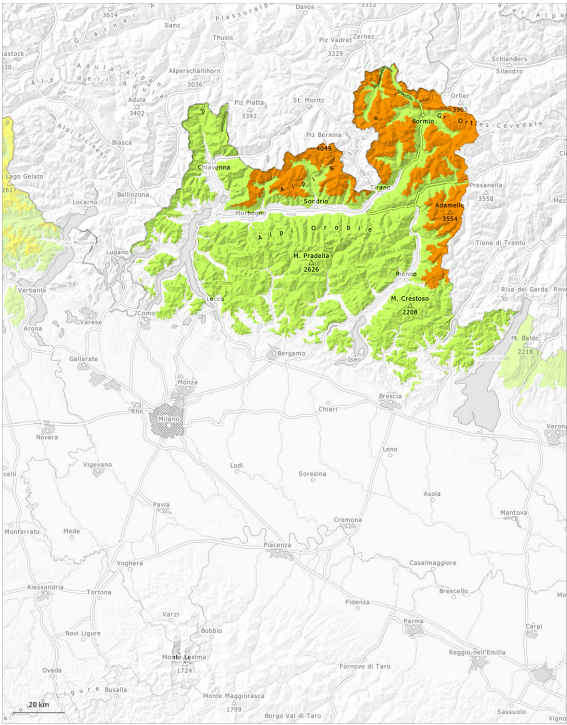 3614
Ilanz
Plessuralp
Davos
3312
Thusis
Piz Vadret
3229
Zernez
Schlanders
Silandro
Alperschällihorn
3036
Adula
3402
Piz Platta
3392
St. Moritz
Ortler
3905
Bormio
Biasca
Piz Bernina
4049
Chiavenna
Presanella
3558
Lago Gelato
2617
Locarno
Bellinzona
Tirano
Sondrio
Morbegno
Adamello
3554
Alpi Orobie
Lugano
Tione di Trento
M. Pradella
2626
Pienno
Verbania
Lecco
M. Crestoso
2208
Riva del Garda
Arona
Varese
Como
M. Baldo
2218
Gallarate
Bergamo
Iseo
Monza
Brescia
Rho
Milano
Chiari
Verona
Novara
Leno
Vigevano
Lodi
Soresina
Asola
Pavia
Mantova
Cremona
Monferrato
Mede
Piacenza
Voghera
Casalmaggiore
Alessandria
Tortona
Brescello
Fidenza
Varzi
Parma
Carpi
Novi Ligure
Bobbio
Monte Lesima
1724
Reggio nell'Emilia
Ovada
Fornovo di Taro
Busalla
Monte Maggiorasca
1799
Sassuolo
Borgo Val di Taro
20 km